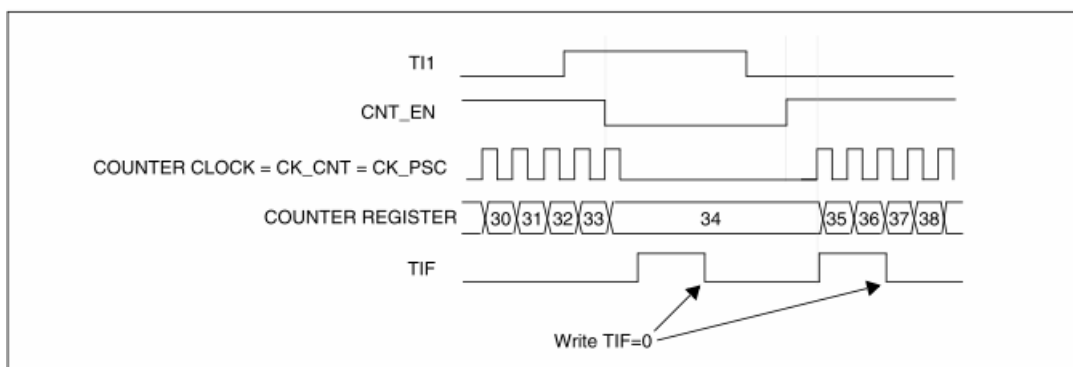 TI1
CNT_EN
COUNTER CLOCK = CK_CNT = CK_PSC
COUNTER REGISTER 30 31 32 33 34 35 36 37 38
TIF
Write TIF=0